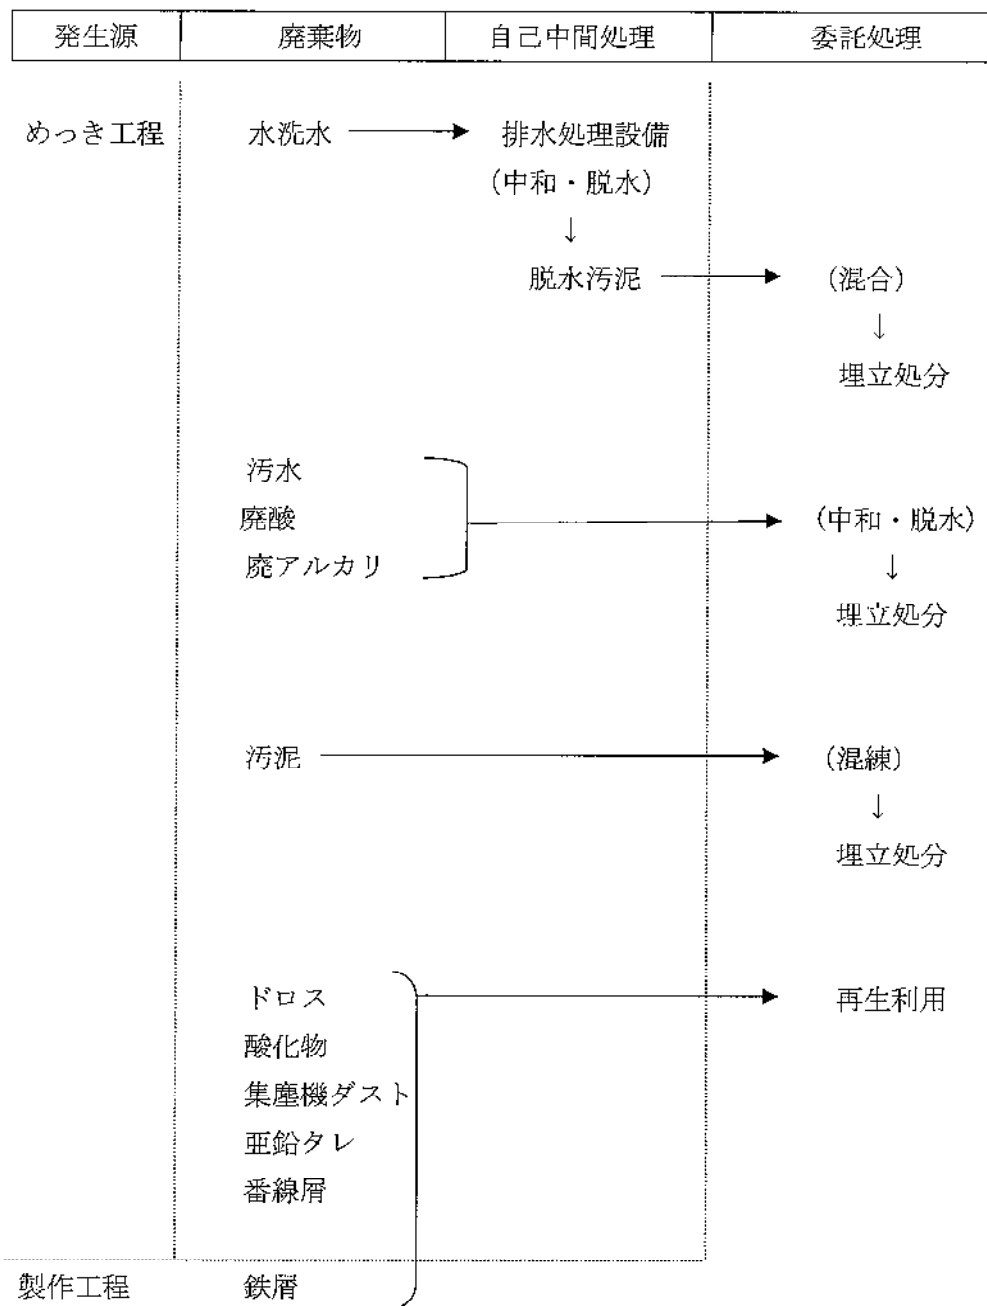 発生源 廃棄物 自己中間処理 委託処理
めっき工程 水洗水 排水処理設備
(中和・脱水)
↓
脱水汚泥 (混合)
↓
埋立処分
汚水
廃酸 (中和・脱水)
廃アルカリ ↓
埋立処分
汚泥 (混練)
↓
埋立処分
ドロス 再生利用
酸化物
集塵機ダスト
亜鉛タレ
番線屑
製作工程 鉄屑